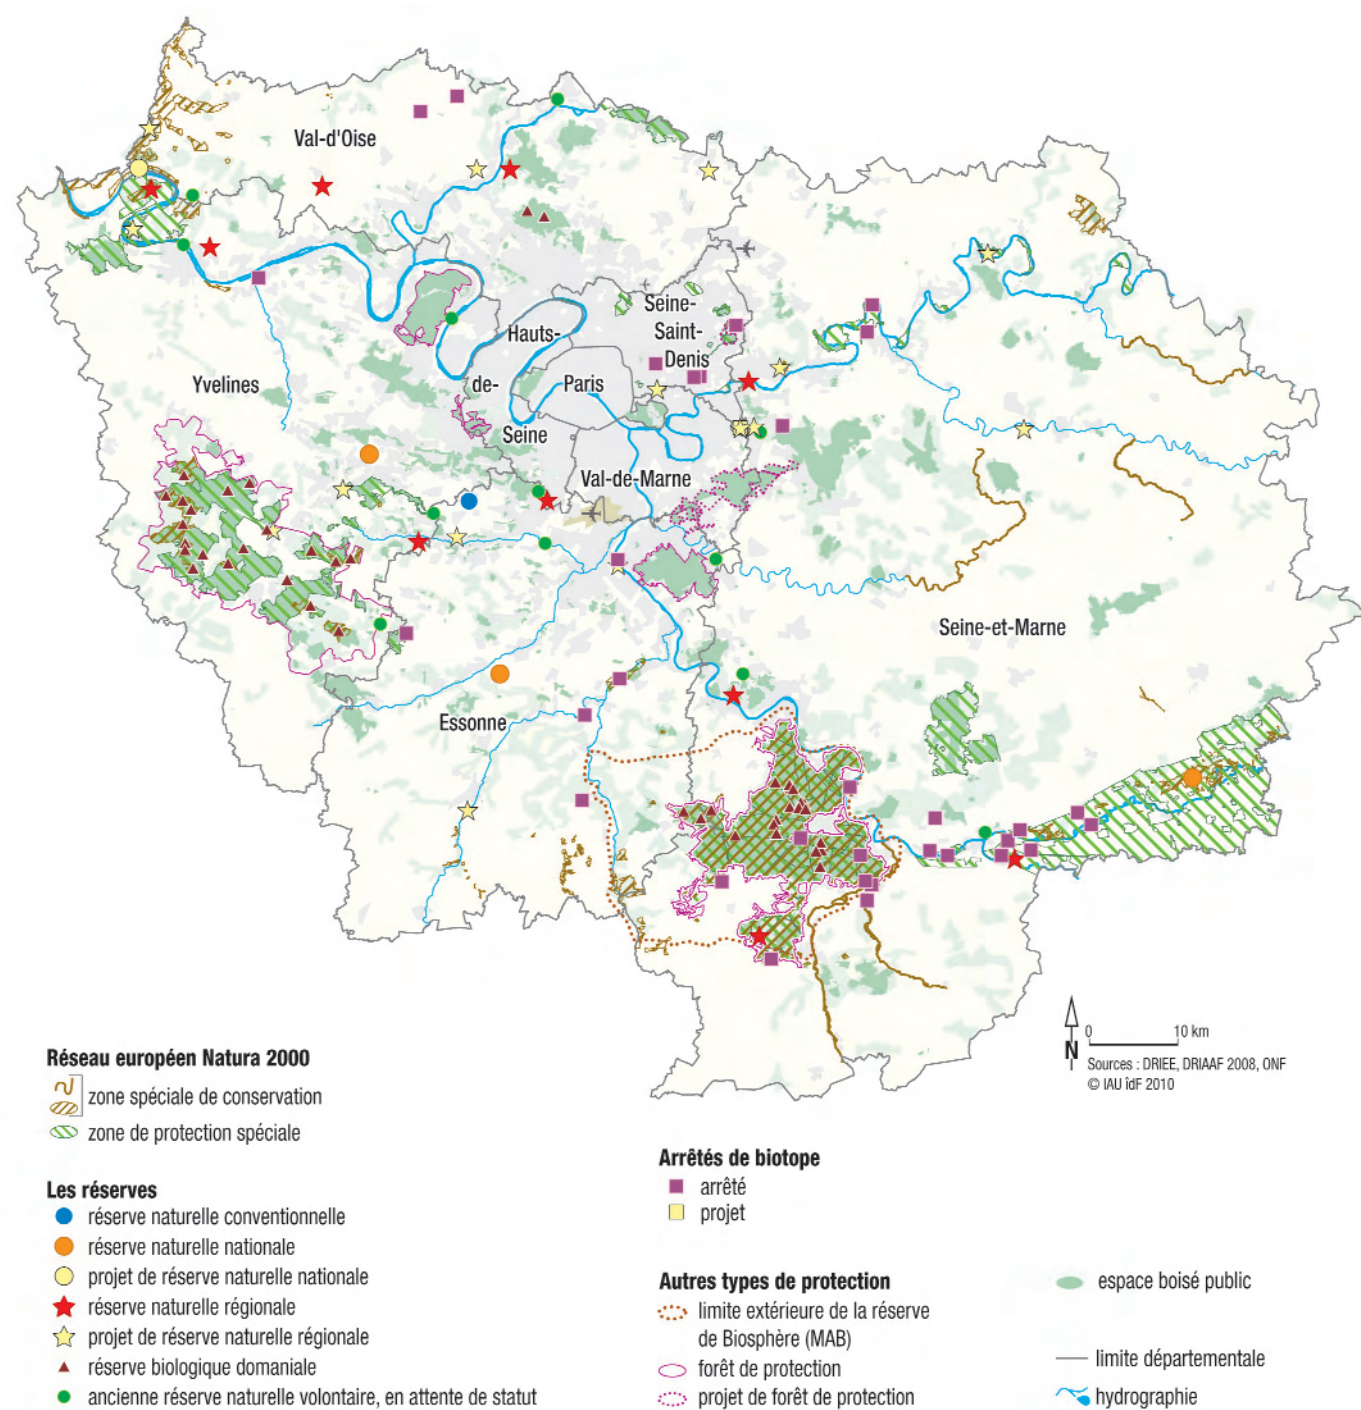 Val-d'Oise
Seine-
Saint-
Denis
Hauts-
Yvelines
de-
Paris
Seine
Val-de-Marne
Seine-et-Marne
Essonne
0 10 km
N
Sources : DRIEE, DRIAAF 2008, ONF
© IAU îdF 2010
Réseau européen Natura 2000
zone spéciale de conservation
zone de protection spéciale
Les réserves
réserve naturelle conventionnelle
réserve naturelle nationale
projet de réserve naturelle nationale
réserve naturelle régionale
projet de réserve naturelle régionale
réserve biologique domaniale
ancienne réserve naturelle volontaire, en attente de statut
Arrêtés de biotope
arrêté
projet
Autres types de protection
limite extérieure de la réserve
de Biosphère (MAB)
forêt de protection
projet de forêt de protection
espace boisé public
limite départementale
hydrographie